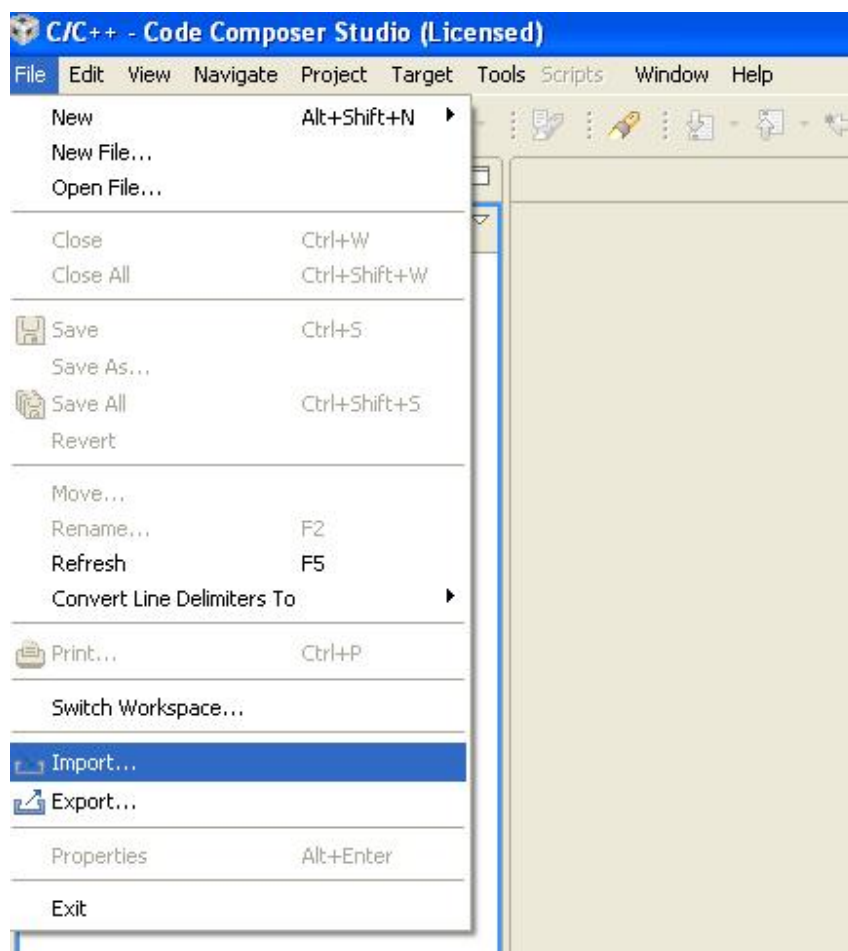 C/C++ - Code Composer Studio (Licensed)
File Edit View Navigate Project Target Tools Scripts Window Help
New Alt+Shift+N
New File...
Open File...
Close Ctrl+W
Close All Ctrl+Shift+W
Save Ctrl+S
Save As...
Save All Ctrl+Shift+S
Revert
Move...
Rename... F2
Refresh F5
Convert Line Delimiters To
Print... Ctrl+P
Switch Workspace...
Import...
Export...
Properties Alt+Enter
Exit